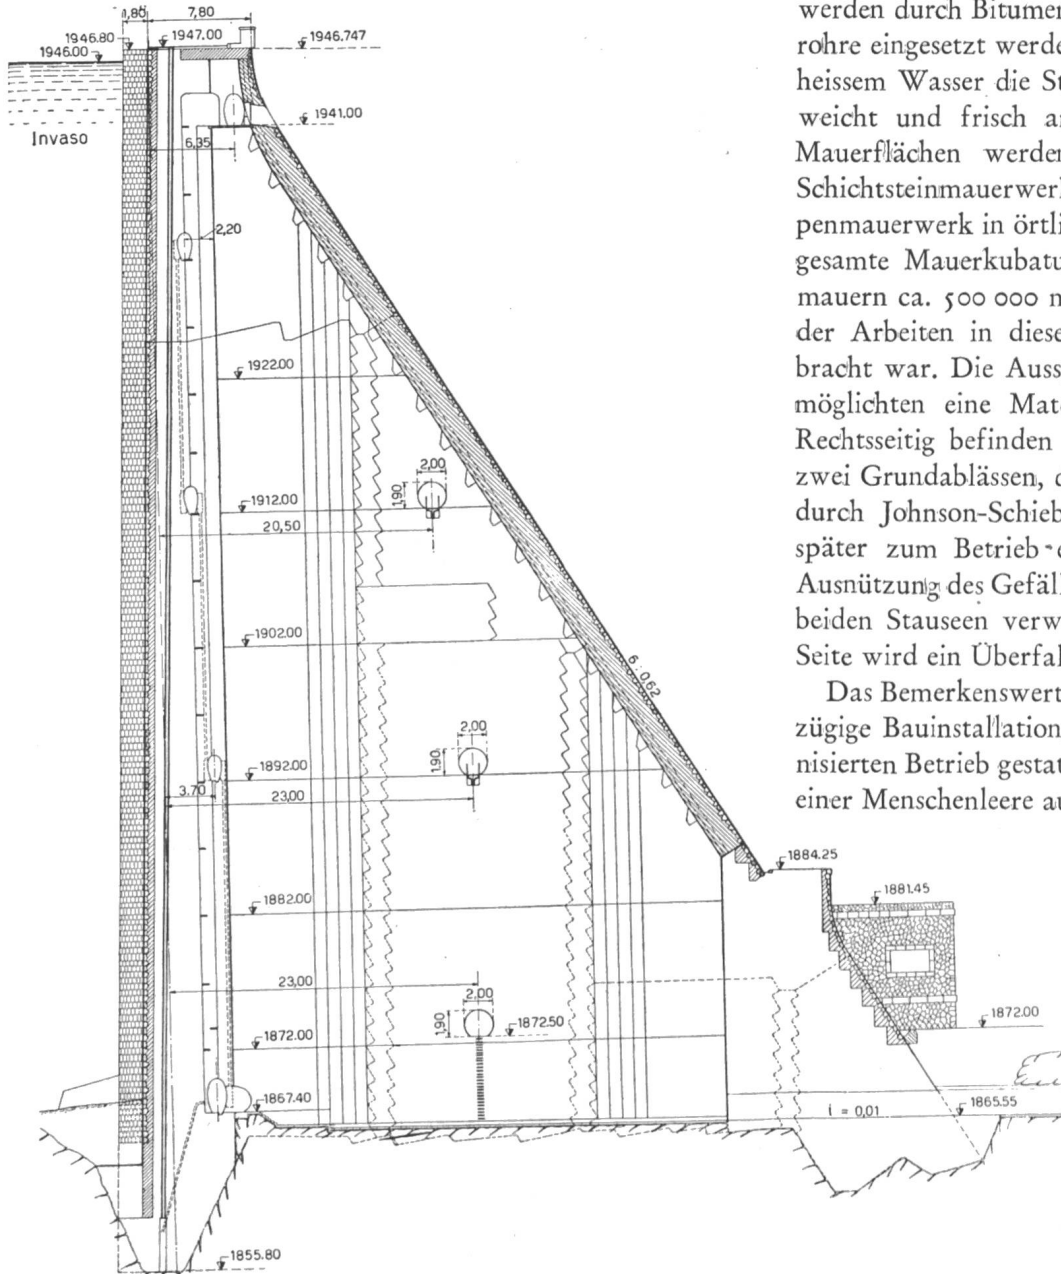 1,80 7,80
1946.80 1947.00 1946.747
1946.00
Invaso
1941.00
6,35
2,20
1922.00
2,00
1,90
1912.00
20,50
1902.00
6:0,62
2,00
1,90
1892.00
3.70 23,00
1884.25
1881.45
1882.00
23,00
2,00
1,90
1872.50
1872.00
1872.00
1867.40
i = 0,01
1865.55
1855.80
werden durch Bitumen
rohre eingesetzt werde
heissem Wasser die St
weicht und frisch a
Mauerflächen werden
Schichtsteinmauerwerk
penmauerwerk in örtli
gesamte Mauerkubatu
mauern ca. 500 000 m
der Arbeiten in diese
bracht war. Die Auss
möglichten eine Mat
Rechtsseitig befinden
zwei Grundablässen, d
durch Johnson-Schieb
später zum Betrieb e
Ausnützung des Gefäll
beiden Stauseen verw
Seite wird ein Überfal
Das Bemerkenswert
zügige Bauinstallation
nisierten Betrieb gestat
einer Menschenleere au